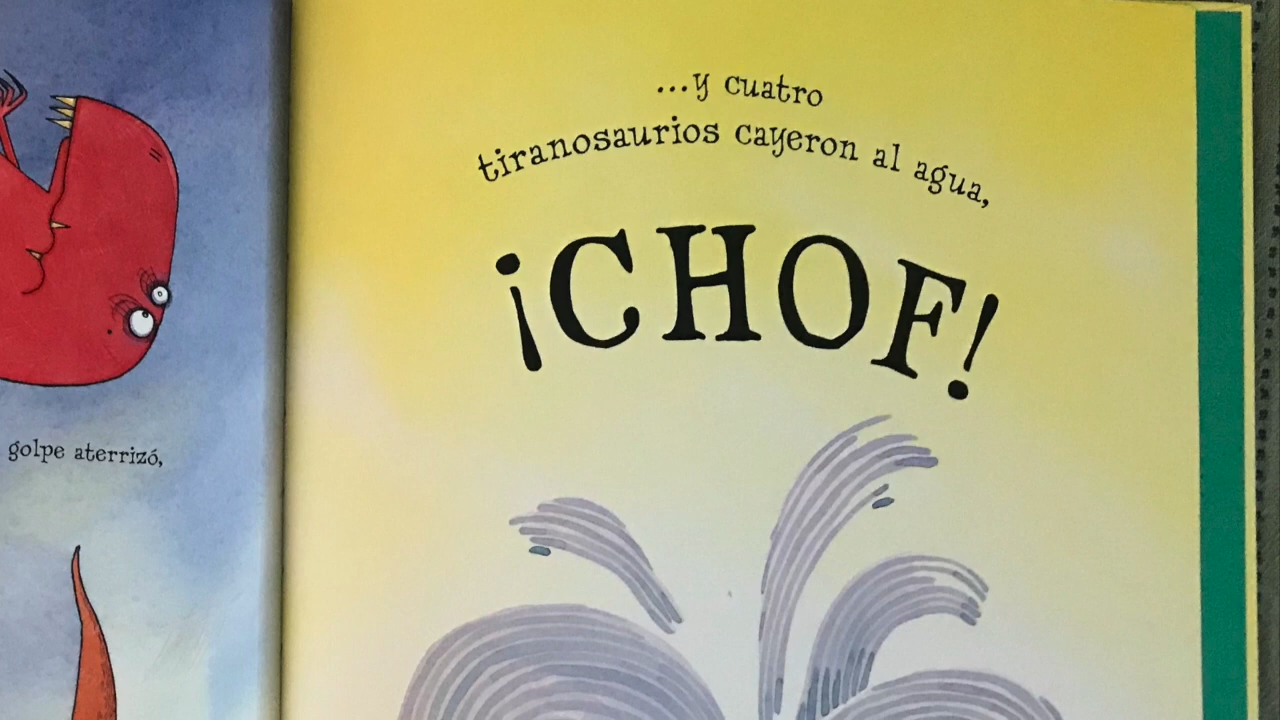 golpe aterrizó,
...y cuatro
tiranosaurios cayeron al agua,
¡CHOF!